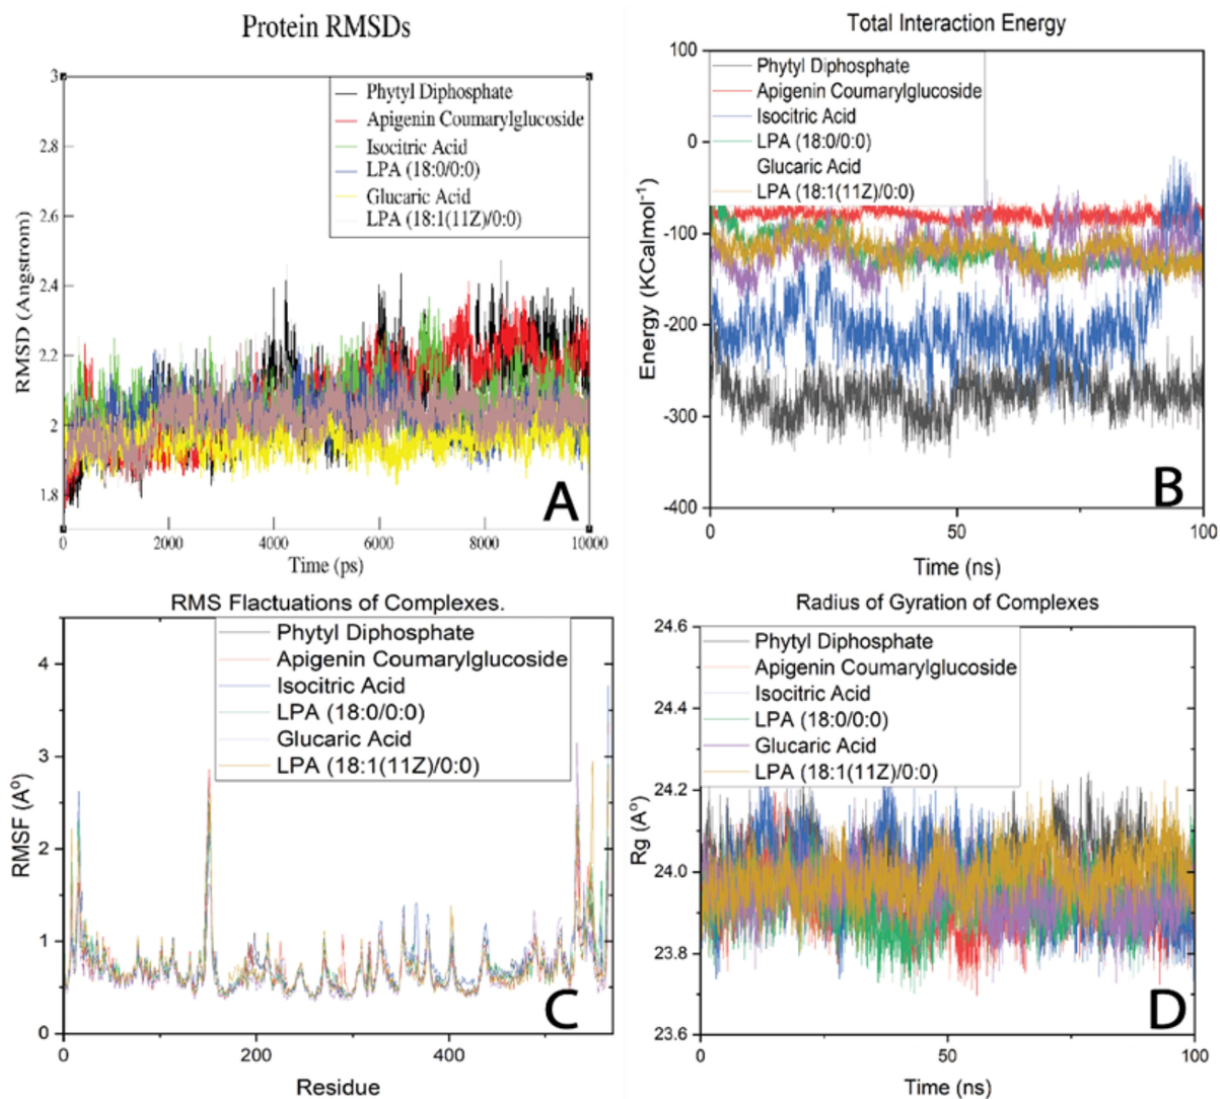 Protein RMSDs
3
2.8
2.6
2.4
2.2
2
1.8
RMSD (Angstrom)
Phytyl Diphosphate
Apigenin Coumarylglucoside
Isocitric Acid
LPA (18:0/0:0)
Glucaric Acid
LPA (18:1(11Z)/0:0)
A
0 2000 4000 6000 8000 10000
Time (ps)
Total Interaction Energy
100
0
-100
-200
-300
-400
Energy (KCalmol⁻¹)
Phytyl Diphosphate
Apigenin Coumarylglucoside
Isocitric Acid
LPA (18:0/0:0)
Glucaric Acid
LPA (18:1(11Z)/0:0)
B
0 50 100
Time (ns)
RMS Flactuations of Complexes.
4
3
2
1
0
RMSF (A⁰)
Phytyl Diphosphate
Apigenin Coumarylglucoside
Isocitric Acid
LPA (18:0/0:0)
Glucaric Acid
LPA (18:1(11Z)/0:0)
C
0 200 400
Residue
Radius of Gyration of Complexes
24.6
24.4
24.2
24.0
23.8
23.6
Rg (A⁰)
Phytyl Diphosphate
Apigenin Coumarylglucoside
Isocitric Acid
LPA (18:0/0:0)
Glucaric Acid
LPA (18:1(11Z)/0:0)
D
0 50 100
Time (ns)